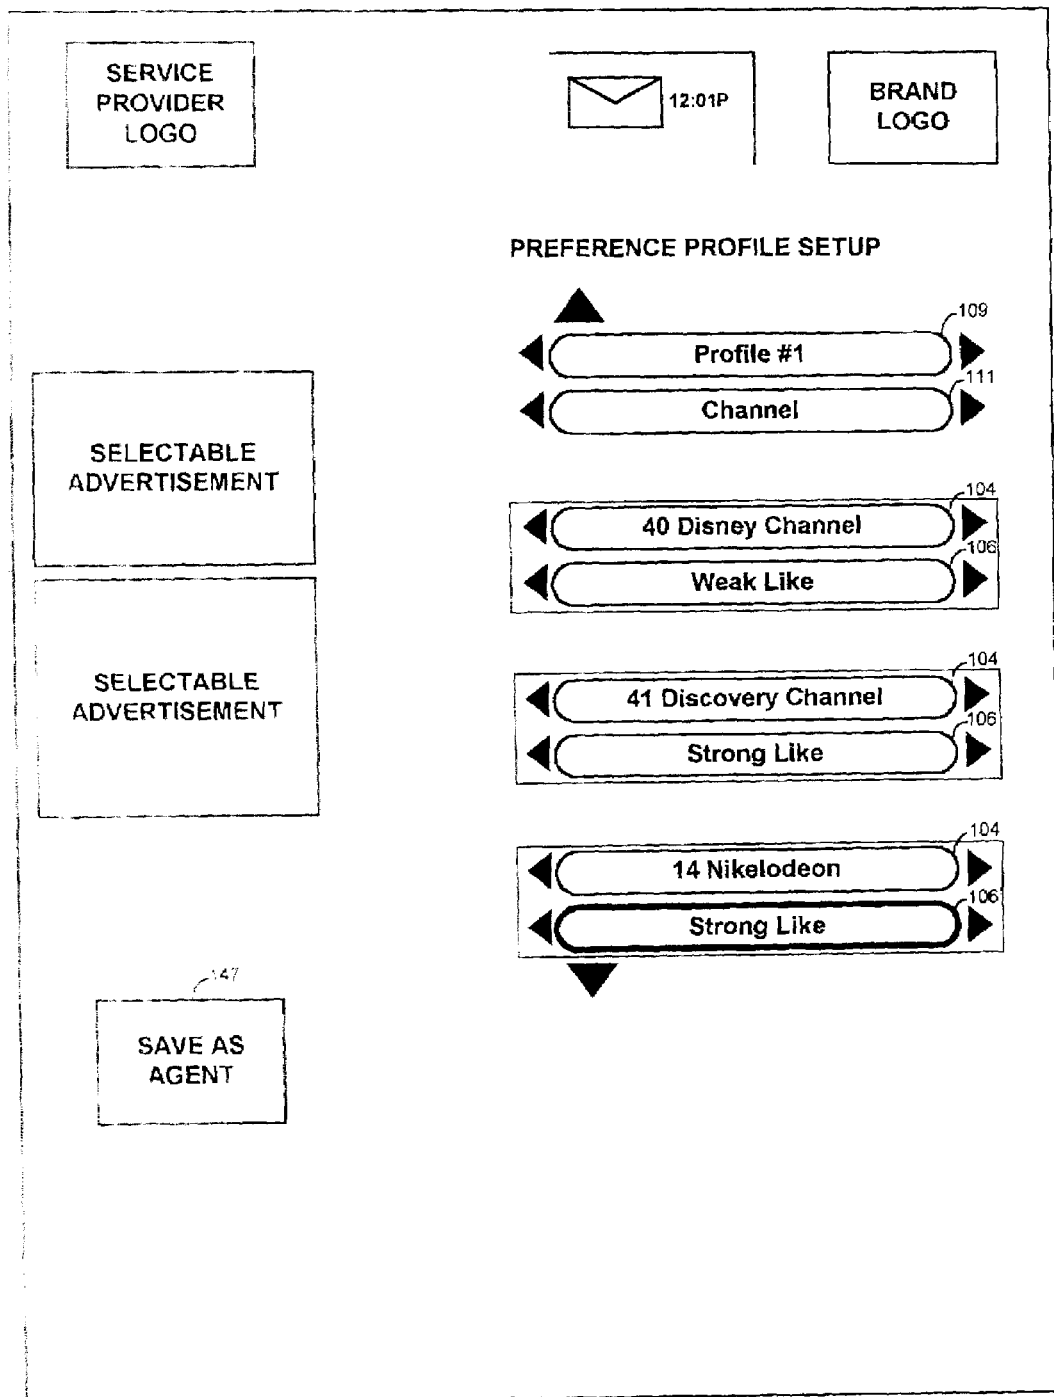 SERVICE
PROVIDER
LOGO
12:01P
BRAND
LOGO
PREFERENCE PROFILE SETUP
109
Profile #1
111
Channel
SELECTABLE
ADVERTISEMENT
104
40 Disney Channel
106
Weak Like
SELECTABLE
ADVERTISEMENT
104
41 Discovery Channel
106
Strong Like
104
14 Nikelodeon
106
Strong Like
147
SAVE AS
AGENT